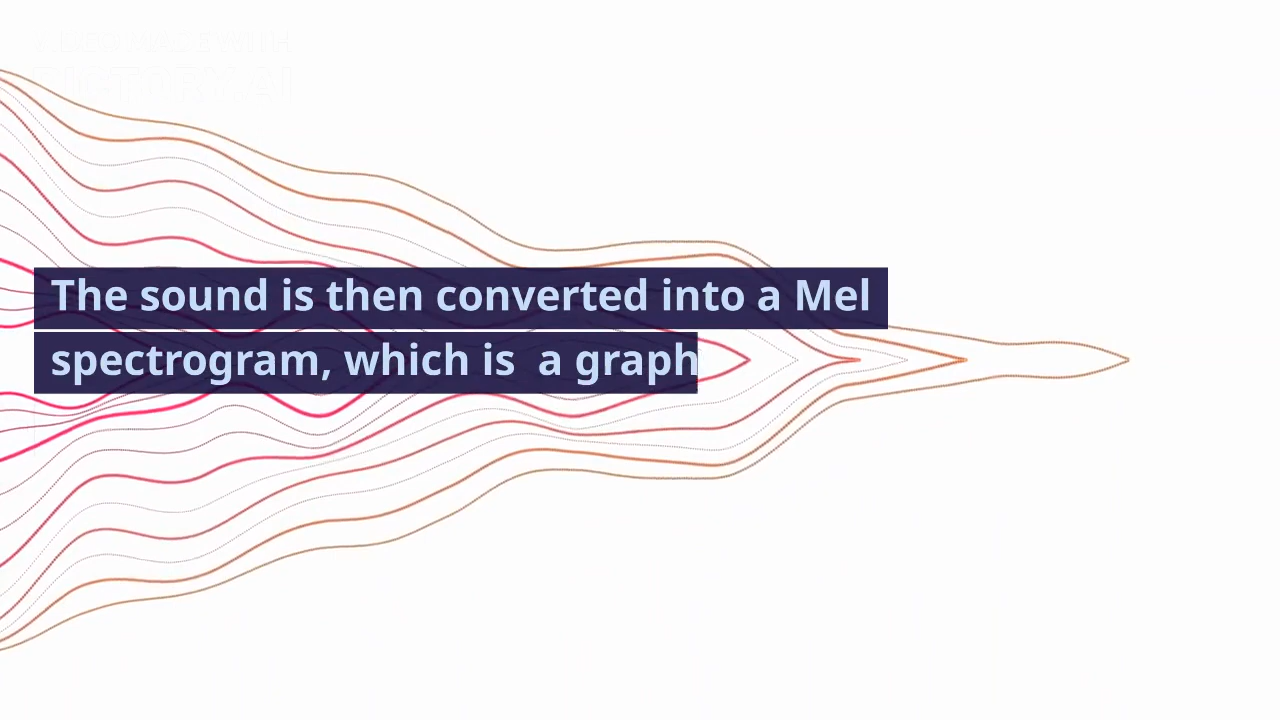 The sound is then converted into a Mel
spectrogram, which is  a graph